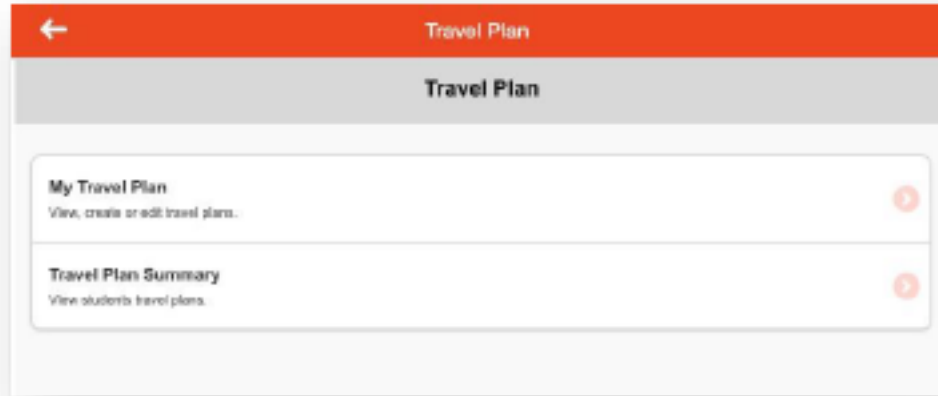 Travel Plan
Travel Plan
My Travel Plan
View, create or edit travel plans.
Travel Plan Summary
View students travel plans.